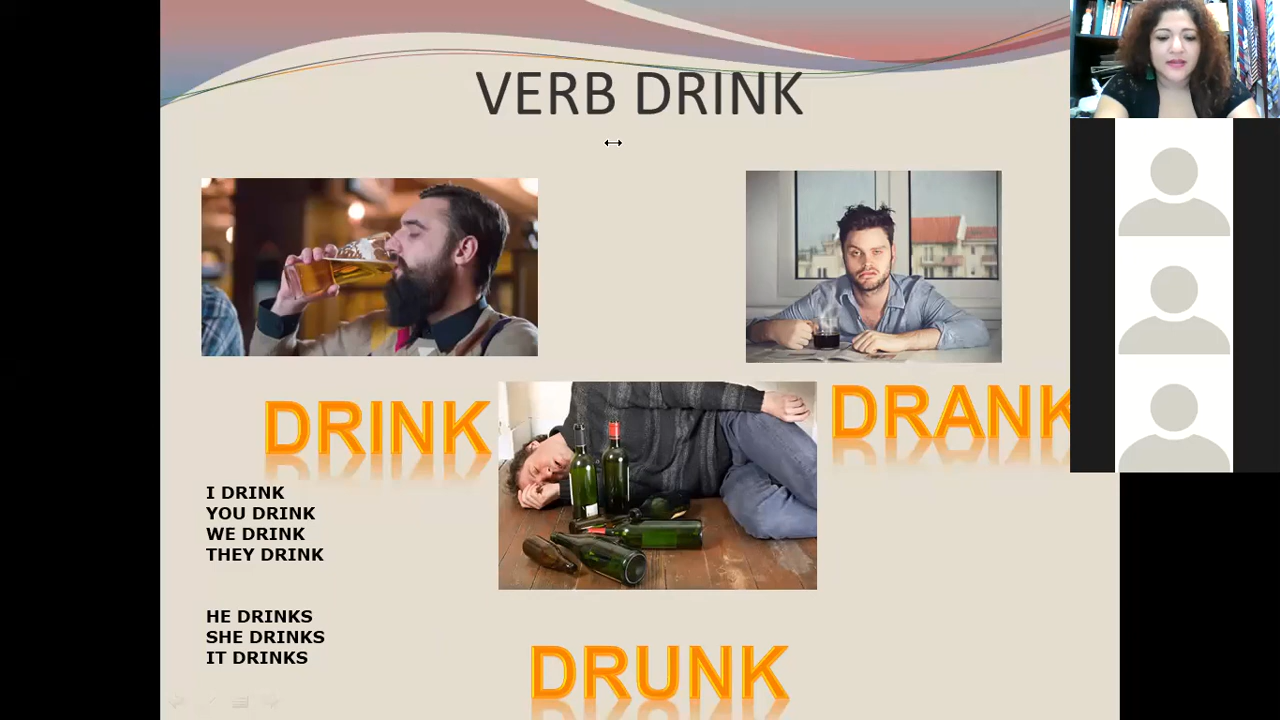 VERB DRINK
DRINK
DRANK
I DRINK
YOU DRINK
WE DRINK
THEY DRINK
HE DRINKS
SHE DRINKS
IT DRINKS
DRUNK